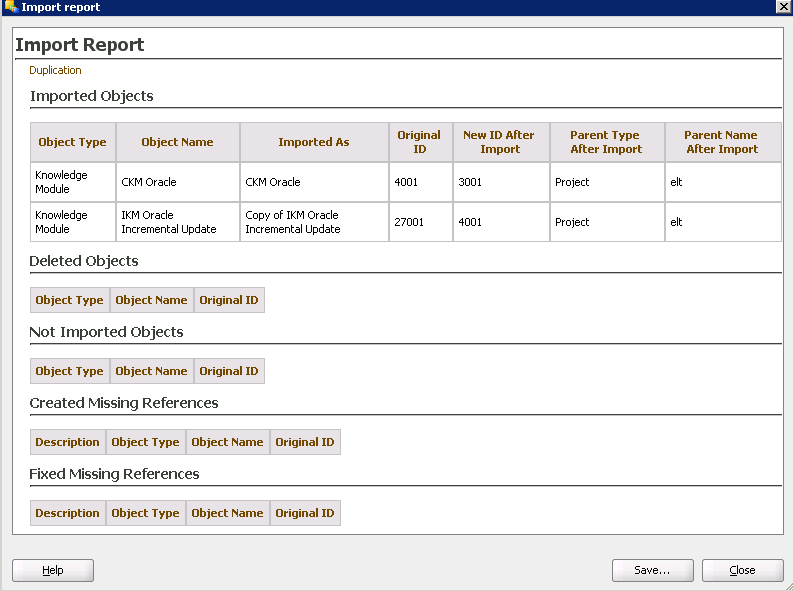 Import report
Import Report
Duplication
Imported Objects
Object Type Object Name Imported As Original ID New ID After Import Parent Type After Import Parent Name After Import
Knowledge Module CKM Oracle CKM Oracle 4001 3001 Project elt
Knowledge Module IKM Oracle Incremental Update Copy of IKM Oracle Incremental Update 27001 4001 Project elt
Deleted Objects
Object Type Object Name Original ID
Not Imported Objects
Object Type Object Name Original ID
Created Missing References
Description Object Type Object Name Original ID
Fixed Missing References
Description Object Type Object Name Original ID
Help Save... Close